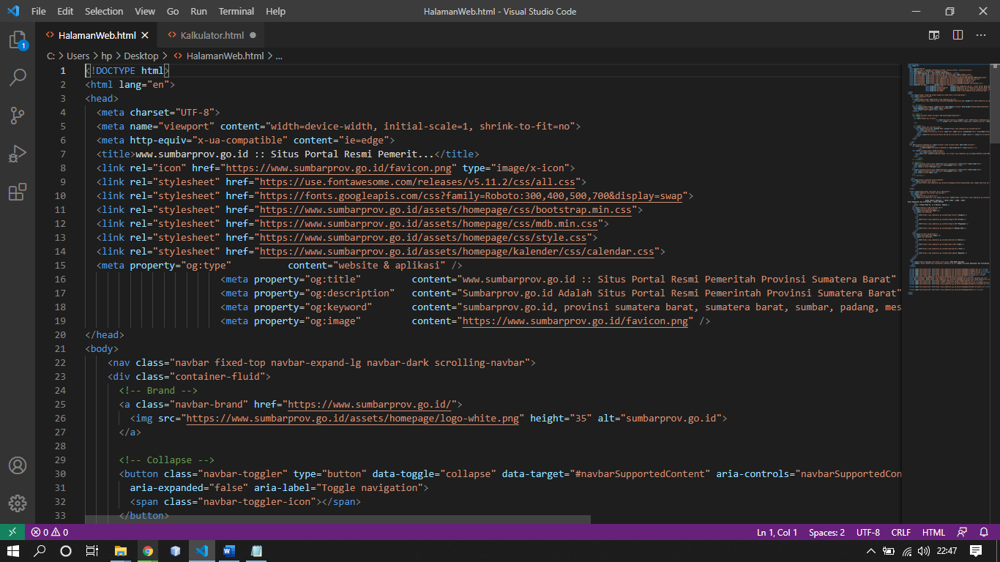 File Edit Selection View Go Run Terminal Help HalamanWeb.html - Visual Studio Code
HalamanWeb.html Kalkulator.html
C: > Users > hp > Desktop > HalamanWeb.html > ...
1 <!DOCTYPE html>
2 <html lang="en">
3 <head>
4 <meta charset="UTF-8">
5 <meta name="viewport" content="width=device-width, initial-scale=1, shrink-to-fit=no">
6 <meta http-equiv="x-ua-compatible" content="ie=edge">
7 <title>www.sumbarprov.go.id :: Situs Portal Resmi Pemerit...</title>
8 <link rel="icon" href="https://www.sumbarprov.go.id/favicon.png" type="image/x-icon">
9 <link rel="stylesheet" href="https://use.fontawesome.com/releases/v5.11.2/css/all.css">
10 <link rel="stylesheet" href="https://fonts.googleapis.com/css?family=Roboto:300,400,500,700&display=swap">
11 <link rel="stylesheet" href="https://www.sumbarprov.go.id/assets/homepage/css/bootstrap.min.css">
12 <link rel="stylesheet" href="https://www.sumbarprov.go.id/assets/homepage/css/mdb.min.css">
13 <link rel="stylesheet" href="https://www.sumbarprov.go.id/assets/homepage/css/style.css">
14 <link rel="stylesheet" href="https://www.sumbarprov.go.id/assets/homepage/kalender/css/calendar.css">
15 <meta property="og:type" content="website & aplikasi" />
16 <meta property="og:title" content="www.sumbarprov.go.id :: Situs Portal Resmi Pemeritah Provinsi Sumatera Barat"
17 <meta property="og:description" content="Sumbarprov.go.id Adalah Situs Portal Resmi Pemerintah Provinsi Sumatera Barat"
18 <meta property="og:keyword" content="sumbarprov.go.id, provinsi sumatera barat, sumatera barat, sumbar, padang, mes
19 <meta property="og:image" content="https://www.sumbarprov.go.id/favicon.png" />
20 </head>
21 <body>
22 <nav class="navbar fixed-top navbar-expand-lg navbar-dark scrolling-navbar">
23 <div class="container-fluid">
24 <!-- Brand -->
25 <a class="navbar-brand" href="https://www.sumbarprov.go.id/">
26 <img src="https://www.sumbarprov.go.id/assets/homepage/logo-white.png" height="35" alt="sumbarprov.go.id">
27 </a>
28
29 <!-- Collapse -->
30 <button class="navbar-toggler" type="button" data-toggle="collapse" data-target="#navbarSupportedContent" aria-controls="navbarSupportedCon
31 aria-expanded="false" aria-label="Toggle navigation">
32 <span class="navbar-toggler-icon"></span>
33 </button>
0 0 Ln 1, Col 1 Spaces: 2 UTF-8 CRLF HTML
22:47